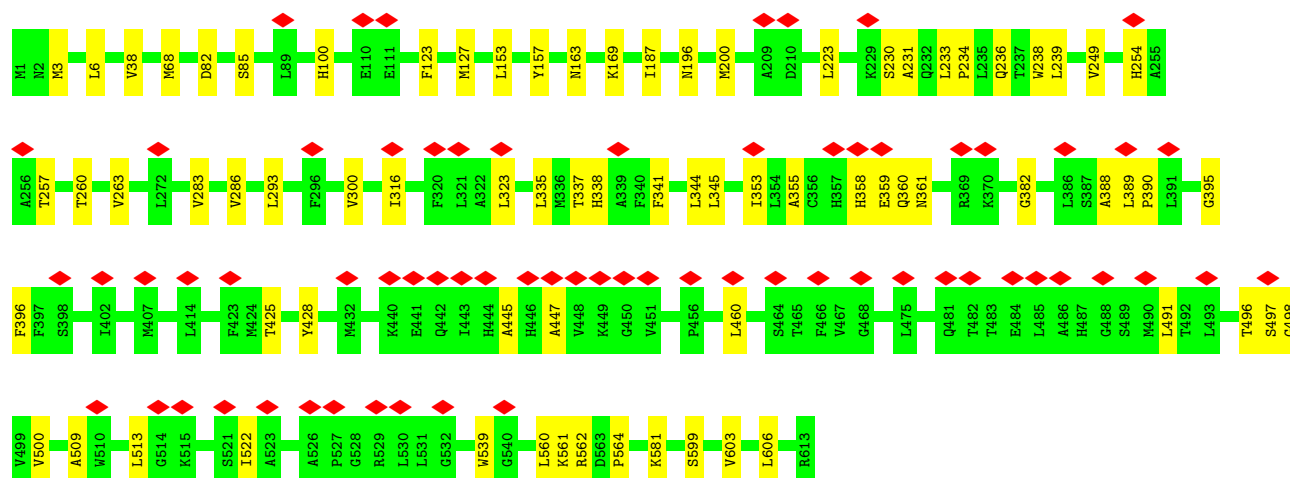 M1 N2 M3 L6 V38 M68 D82 S85 L89 H100 E110 E111 F123 M127 L153 Y157 N163 K169 I187 N196 M200 A209 D210 L223 K229 S230 A231 Q232 L233 P234 L235 Q236 T237 W238 L239 V249 H254 A255
A256 T257 T260 V263 L272 V283 V286 L293 F296 V300 I316 F320 L321 A322 L323 L335 M336 T337 H338 A339 F340 F341 L344 L345 I353 L354 A355 C356 H357 H358 E359 Q360 N361 R369 K370 G382 L386 S387 A388 L389 P390 L391 G395
F396 F397 S398 I402 M407 L414 F423 M424 T425 Y428 M432 K440 E441 Q442 I443 H444 A445 H446 A447 V448 K449 G450 V451 P456 L460 S464 T465 F466 V467 G468 L475 Q481 T482 T483 E484 L485 A486 H487 G488 S489 M490 L491 T492 L493 T496 S497 G498
V499 V500 A509 W510 L513 G514 K515 S521 I522 A523 A526 P527 G528 R529 L530 L531 G532 W539 G540 L560 K561 R562 D563 P564 K581 S599 V603 L606 R613